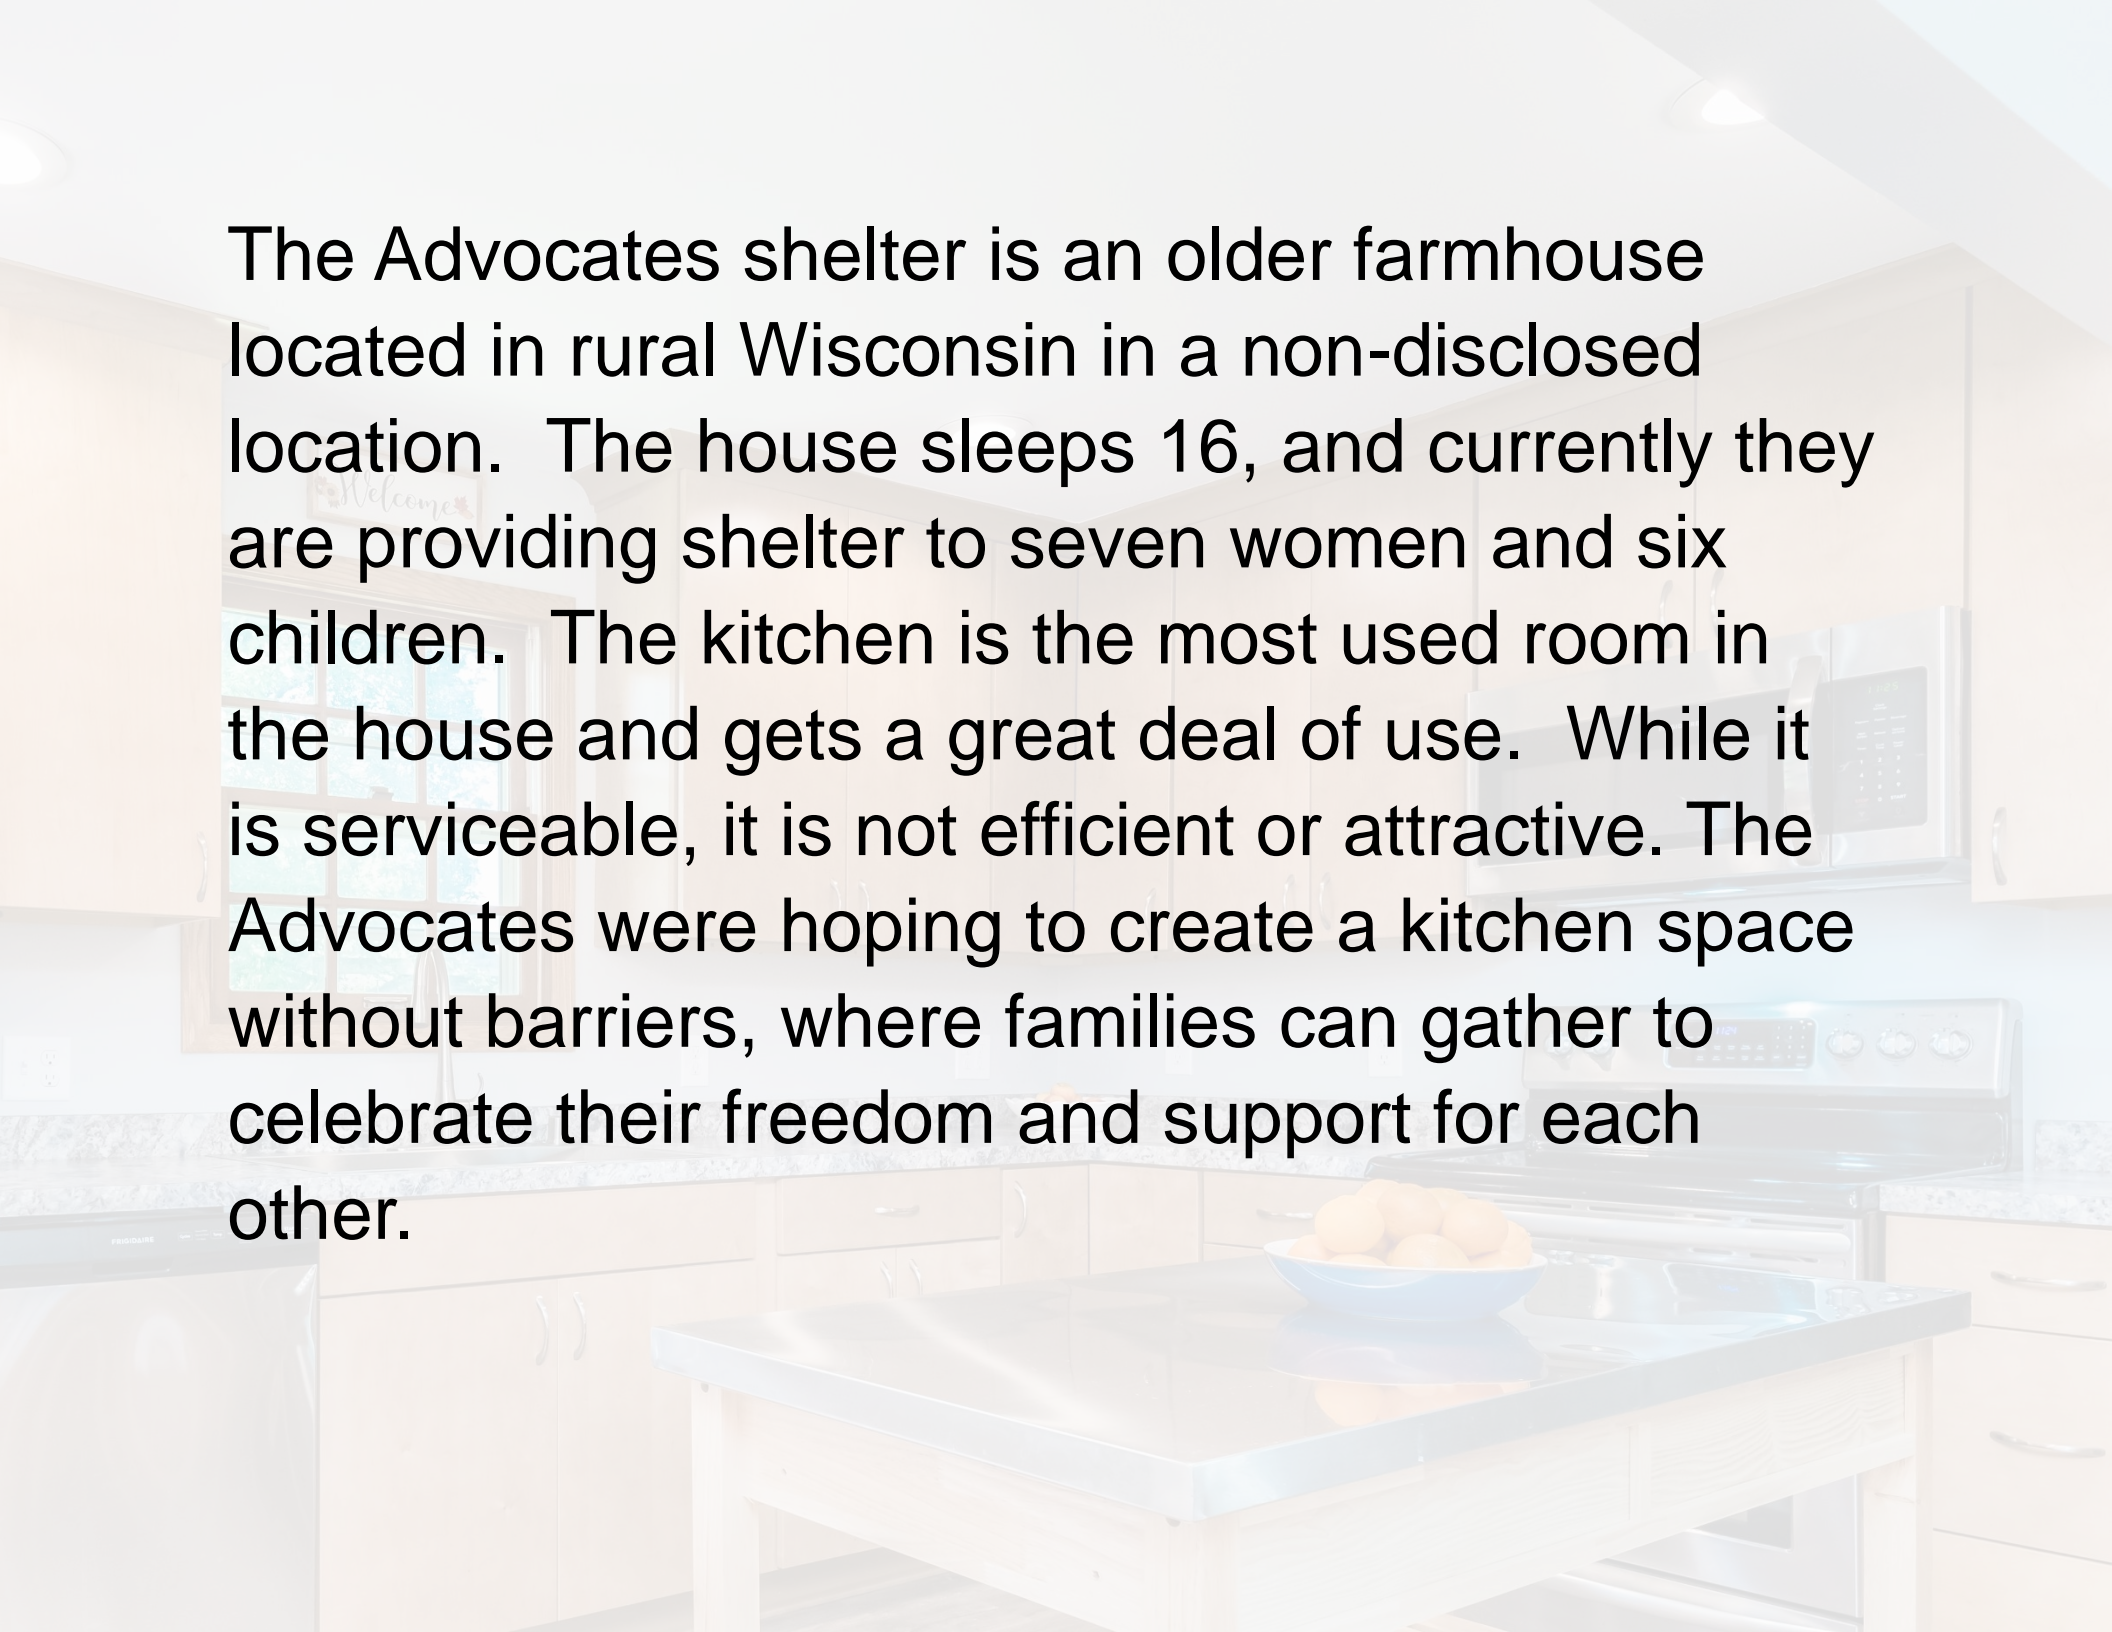 The Advocates shelter is an older farmhouse
located in rural Wisconsin in a non-disclosed
location.  The house sleeps 16, and currently they
are providing shelter to seven women and six
children.  The kitchen is the most used room in
the house and gets a great deal of use.  While it
is serviceable, it is not efficient or attractive. The
Advocates were hoping to create a kitchen space
without barriers, where families can gather to
celebrate their freedom and support for each
other.
Welcome
FRIGIDAIRE